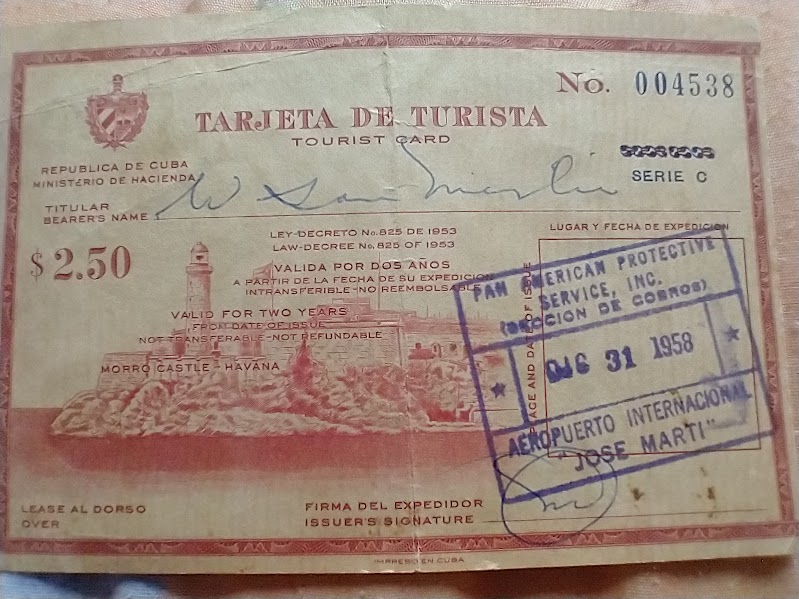 No. 004538
TARJETA DE TURISTA
TOURIST CARD
SERIE C
REPUBLICA DE CUBA
MINISTERIO DE HACIENDA
TITULAR
BEARER'S NAME
W San Martin
$ 2.50
LEY-DECRETO No. 825 DE 1953
LAW-DECREE No. 825 OF 1953
VALIDA POR DOS AÑOS
A PARTIR DE LA FECHA DE SU EXPEDICION
INTRANSFERIBLE-NO REEMBOLSABLE
VALID FOR TWO YEARS
FROM DATE OF ISSUE
NOT TRANSFERABLE-NOT REFUNDABLE
MORRO CASTLE - HAVANA
LUGAR Y FECHA DE EXPEDICION
PLACE AND DATE OF ISSUE
PAN AMERICAN PROTECTIVE
SERVICE, INC.
(SECCION DE COBROS)
DIC 31 1958
AEROPUERTO INTERNACIONAL
"JOSE MARTI"
LEASE AL DORSO
OVER
FIRMA DEL EXPEDIDOR
ISSUER'S SIGNATURE
IMPRESO EN CUBA